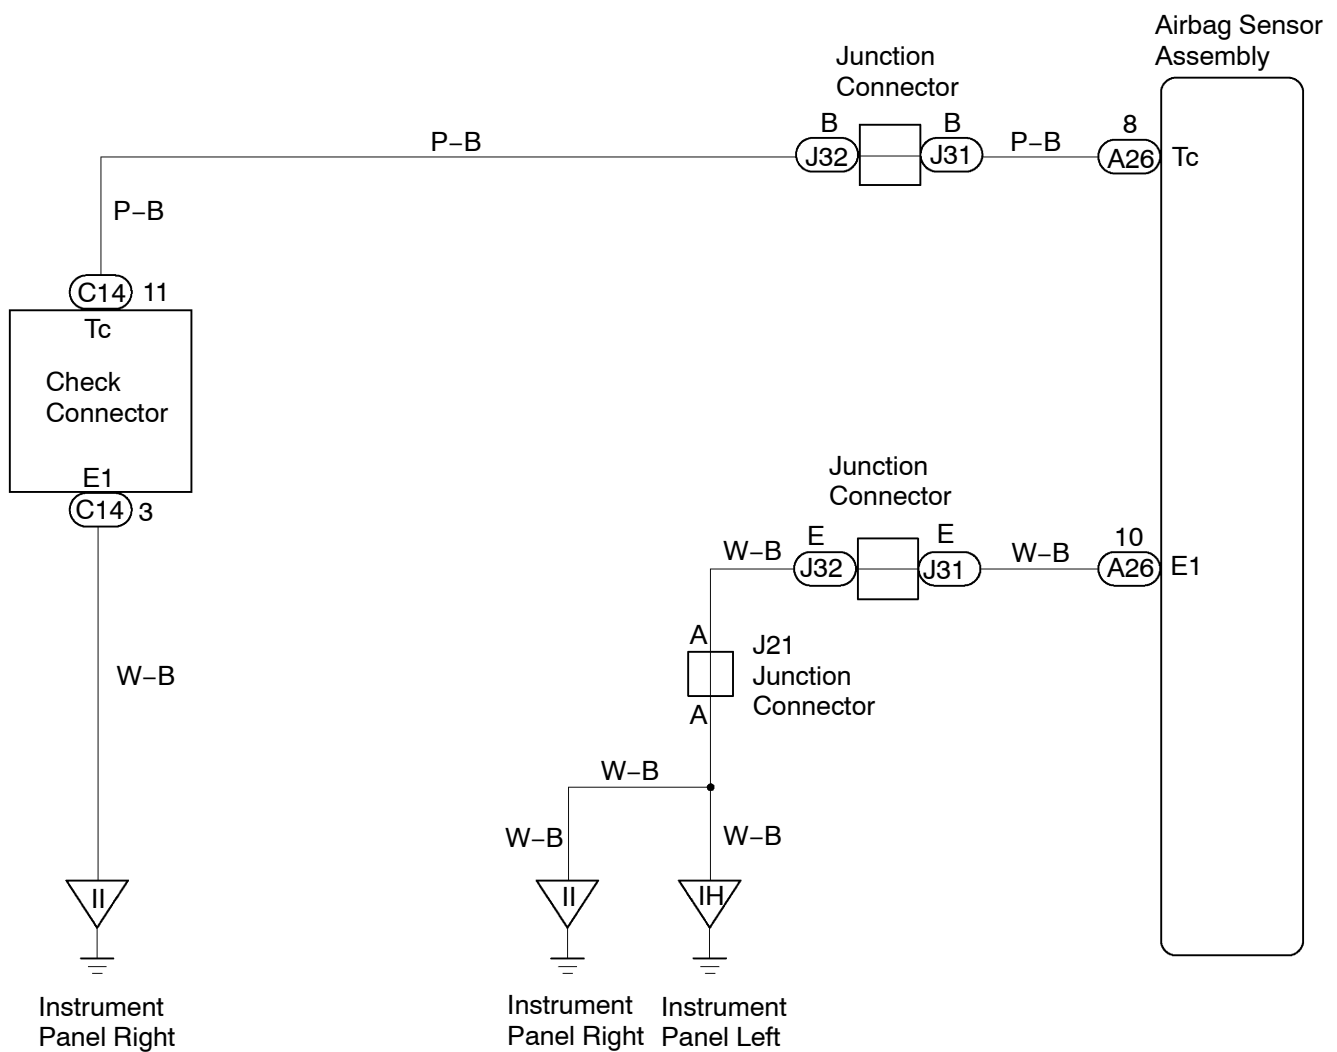 Airbag Sensor
Assembly
Junction
Connector
B
B
8
P–B
J32
J31
P–B
A26
Tc
P–B
C14
11
Tc
Check
Connector
E1
C14
3
Junction
Connector
E
E
10
W–B
J32
J31
W–B
A26
E1
A
J21
Junction
Connector
A
W–B
W–B
W–B
W–B
II
II
IH
Instrument
Panel Right
Instrument
Panel Right
Instrument
Panel Left